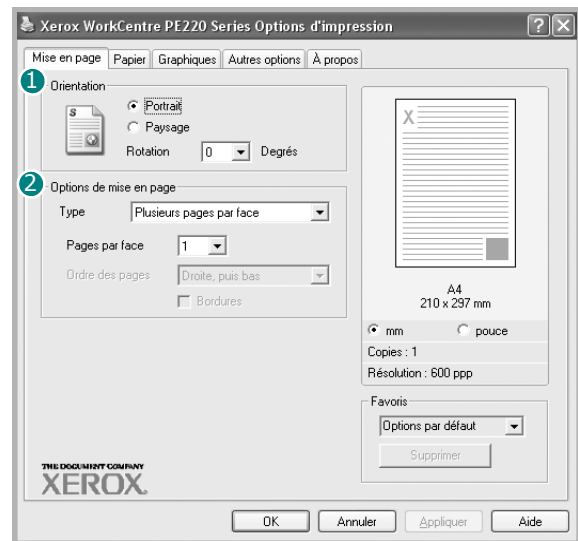 Xerox WorkCentre PE220 Series Options d'impression
Mise en page Papier Graphiques Autres options À propos
1 Orientation
S
Portrait
Paysage
Rotation 0 Degrés
2 Options de mise en page
Type Plusieurs pages par face
Pages par face 1
Ordre des pages Droite, puis bas
Bordures
X
A4
210 x 297 mm
mm pouce
Copies : 1
Résolution : 600 ppp
Favoris
Options par défaut
Supprimer
THE DOCUMENT COMPANY
XEROX
OK Annuler Appliquer Aide